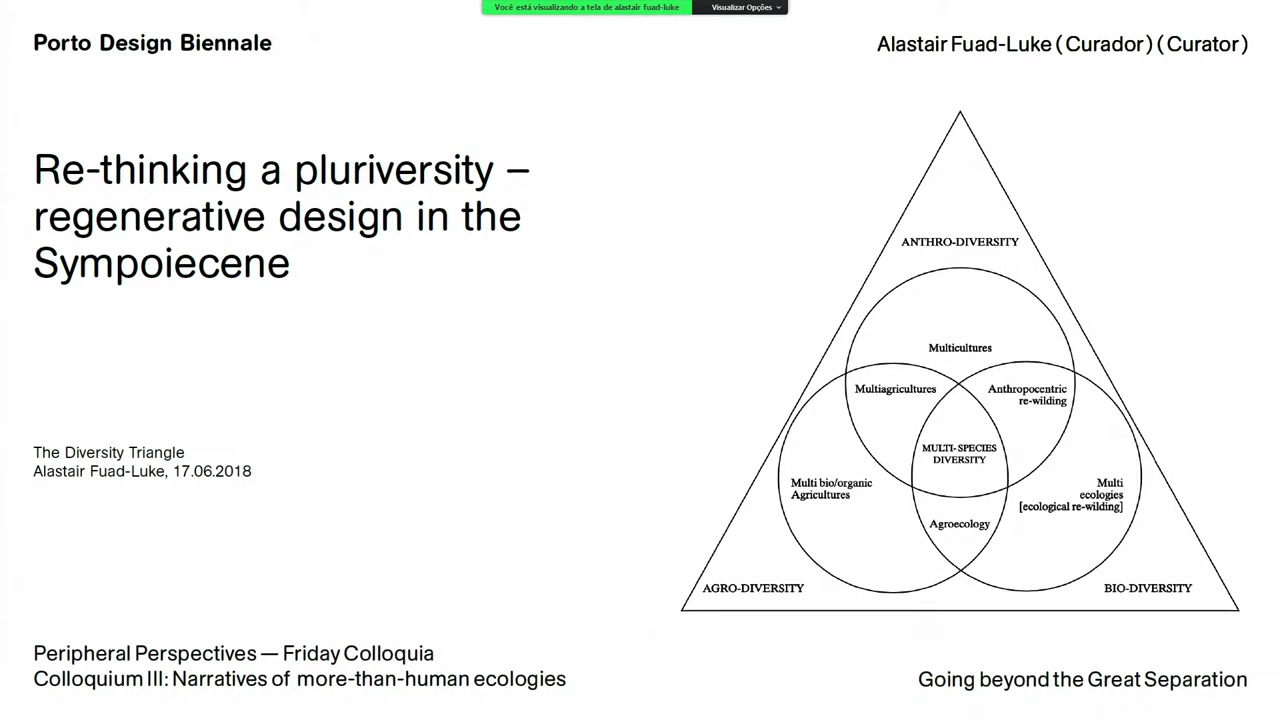 Você está visualizando a tela de alastair fuad-luke
Visualizar Opções
Porto Design Biennale
Alastair Fuad-Luke (Curador) (Curator)
Re-thinking a pluriversity –
regenerative design in the
Sympoiecene
The Diversity Triangle
Alastair Fuad-Luke, 17.06.2018
ANTHRO-DIVERSITY
Multicultures
Multiagricultures
Anthropocentric
re-wilding
MULTI-SPECIES
DIVERSITY
Multi bio/organic
Agricultures
Multi
ecologies
[ecological re-wilding]
Agroecology
AGRO-DIVERSITY
BIO-DIVERSITY
Peripheral Perspectives — Friday Colloquia
Colloquium III: Narratives of more-than-human ecologies
Going beyond the Great Separation